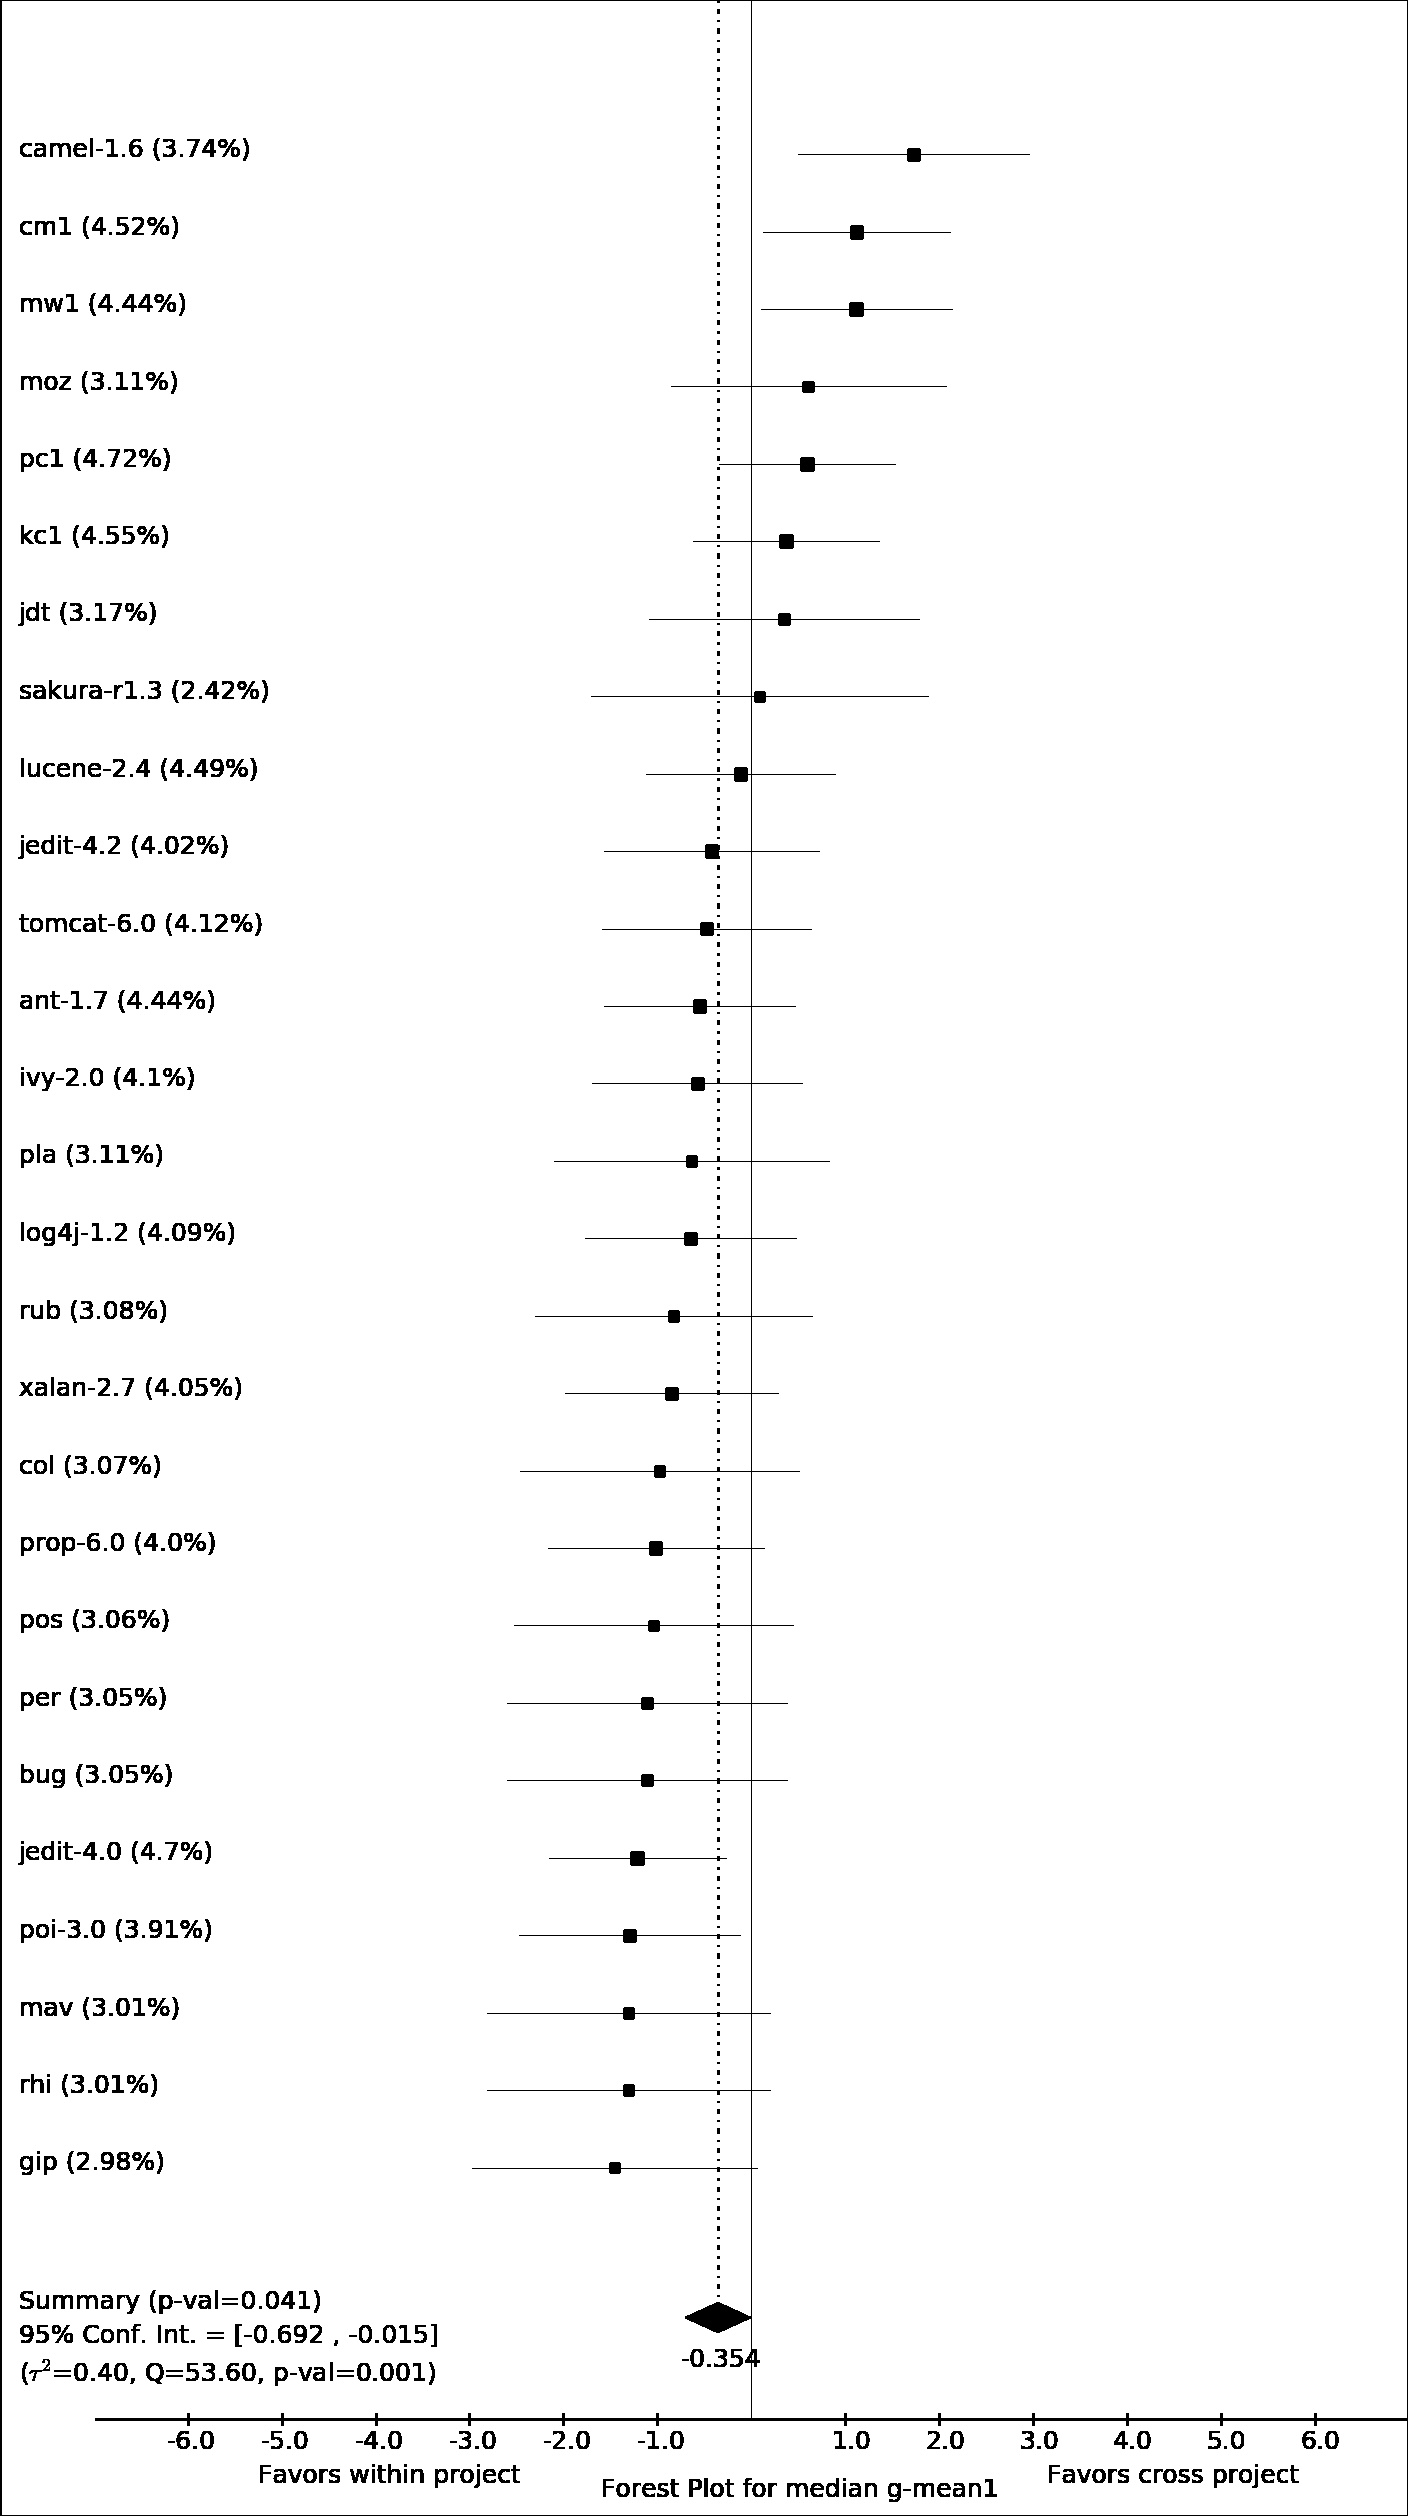 camel-1.6 (3.74%)
cm1 (4.52%)
mw1 (4.44%)
moz (3.11%)
pc1 (4.72%)
kc1 (4.55%)
jdt (3.17%)
sakura-r1.3 (2.42%)
lucene-2.4 (4.49%)
jedit-4.2 (4.02%)
tomcat-6.0 (4.12%)
ant-1.7 (4.44%)
ivy-2.0 (4.1%)
pla (3.11%)
log4j-1.2 (4.09%)
rub (3.08%)
xalan-2.7 (4.05%)
col (3.07%)
prop-6.0 (4.0%)
pos (3.06%)
per (3.05%)
bug (3.05%)
jedit-4.0 (4.7%)
poi-3.0 (3.91%)
mav (3.01%)
rhi (3.01%)
gip (2.98%)
Summary (p-val=0.041)
95% Conf. Int. = [-0.692 , -0.015]
-0.354
(τ²=0.40, Q=53.60, p-val=0.001)
-6.0 -5.0 -4.0 -3.0 -2.0 -1.0 1.0 2.0 3.0 4.0 5.0 6.0
Favors within project
Forest Plot for median g-mean1
Favors cross project